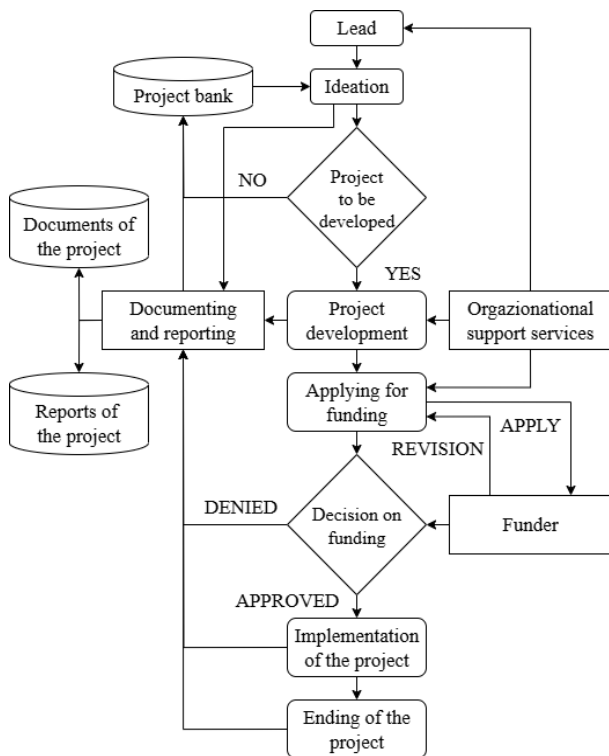 Lead
Project bank
Ideation
NO
Project
to be
developed
Documents of
the project
YES
Documenting
and reporting
Project
development
Orgazionational
support services
Reports of
the project
Applying for
funding
APPLY
REVISION
DENIED
Decision on
funding
Funder
APPROVED
Implementation
of the project
Ending of the
project